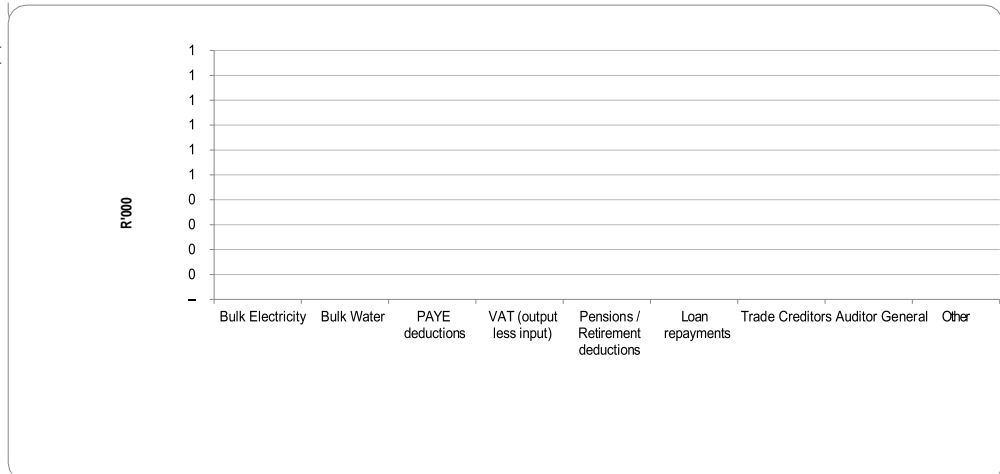 1
1
1
1
1
1
0
0
0
0
–
R'000
Bulk Electricity
Bulk Water
PAYE
deductions
VAT (output
less input)
Pensions /
Retirement
deductions
Loan
repayments
Trade Creditors
Auditor General
Other